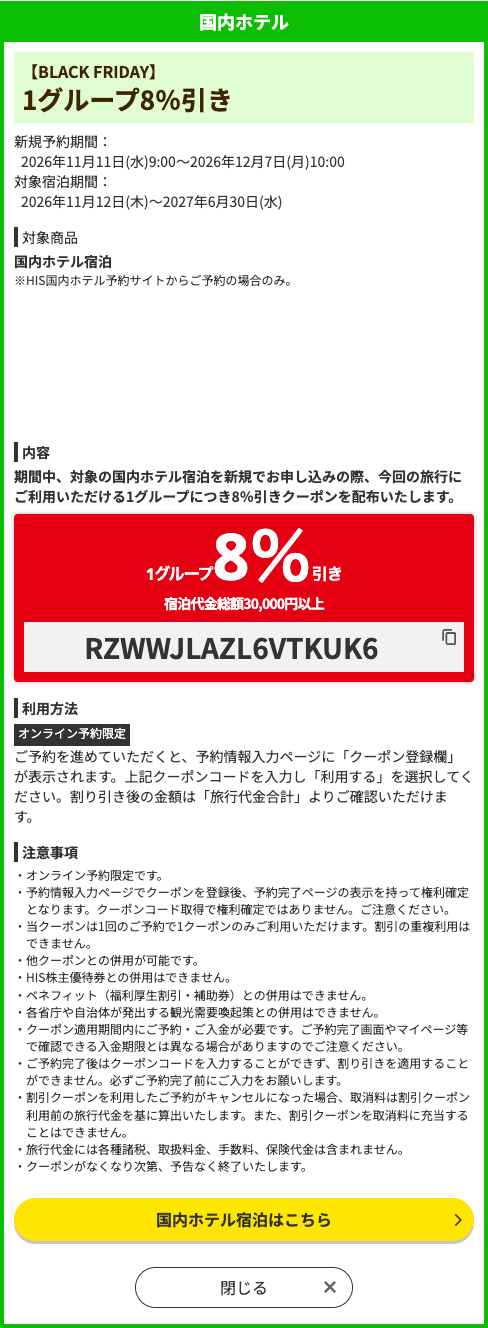 国内ホテル
【BLACK FRIDAY】
1グループ8%引き
新規予約期間：
2026年11月11日(水)9:00～2026年12月7日(月)10:00
対象宿泊期間：
2026年11月12日(木)～2027年6月30日(水)
対象商品
国内ホテル宿泊
※HIS国内ホテル予約サイトからご予約の場合のみ。
内容
期間中、対象の国内ホテル宿泊を新規でお申し込みの際、今回の旅行に
ご利用いただける1グループにつき8%引きクーポンを配布いたします。
1グループ8%引き
宿泊代金総額30,000円以上
RZWWJLAZL6VTKUK6
利用方法
オンライン予約限定
ご予約を進めていただくと、予約情報入力ページに「クーポン登録欄」
が表示されます。上記クーポンコードを入力し「利用する」を選択してく
ださい。割り引き後の金額は「旅行代金合計」よりご確認いただけま
す。
注意事項
・オンライン予約限定です。
・予約情報入力ページでクーポンを登録後、予約完了ページの表示を持って権利確定
となります。クーポンコード取得で権利確定ではありません。ご注意ください。
・当クーポンは1回のご予約で1クーポンのみご利用いただけます。割引の重複利用は
できません。
・他クーポンとの併用が可能です。
・HIS株主優待券との併用はできません。
・ベネフィット（福利厚生割引・補助券）との併用はできません。
・各省庁や自治体が発出する観光需要喚起策との併用はできません。
・クーポン適用期間内にご予約・ご入金が必要です。ご予約完了画面やマイページ等
で確認できる入金期限とは異なる場合がありますのでご注意ください。
・ご予約完了後はクーポンコードを入力することができず、割り引きを適用すること
ができません。必ずご予約完了前にご入力をお願いします。
・割引クーポンを利用したご予約がキャンセルになった場合、取消料は割引クーポン
利用前の旅行代金を基に算出いたします。また、割引クーポンを取消料に充当する
ことはできません。
・旅行代金には各種諸税、取扱料金、手数料、保険代金は含まれません。
・クーポンがなくなり次第、予告なく終了いたします。
国内ホテル宿泊はこちら
閉じる